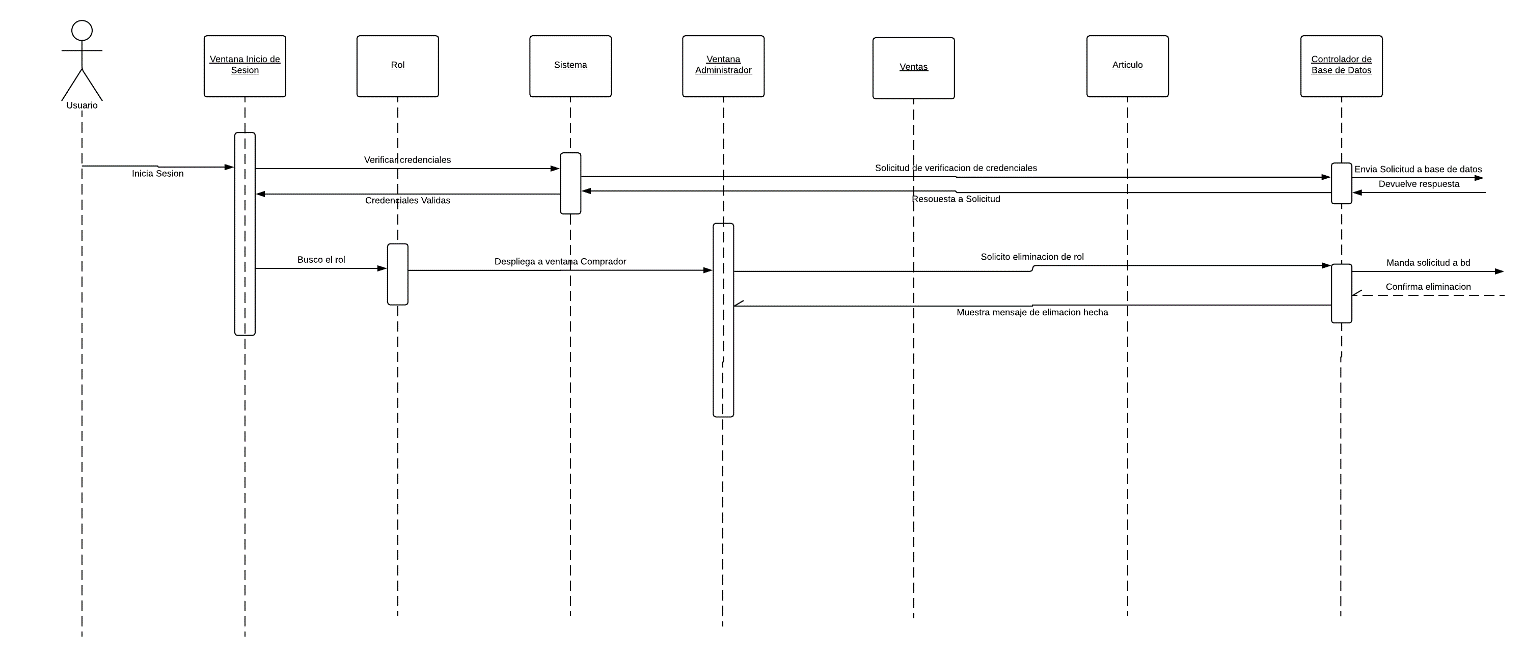 Usuario
Ventana Inicio de
Sesion
Rol
Sistema
Ventana
Administrador
Ventas
Articulo
Controlador de
Base de Datos
Inicia Sesion
Verificar credenciales
Solicitud de verificacion de credenciales
Envia Solicitud a base de datos
Devuelve respuesta
Credenciales Validas
Resouesta a Solicitud
Busco el rol
Despliega a ventana Comprador
Solicito eliminacion de rol
Manda solicitud a bd
Confirma eliminacion
Muestra mensaje de elimacion hecha